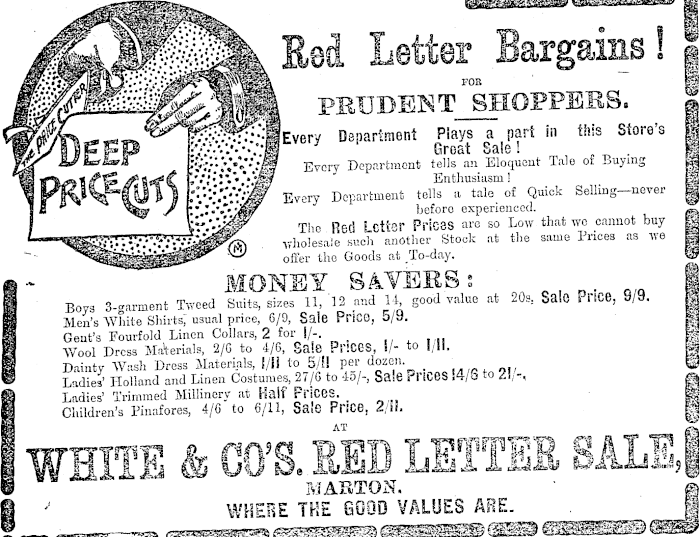 Red Letter Bargains!
FOR
PRUDENT SHOPPERS.
THE PRICE CUTTER
DEEP
PRICE CUTS
Every Department Plays a part in this Store's
Great Sale!
Every Department tells an Eloquent Tale of Buying
Enthusiasm!
Every Department tells a tale of Quick Selling—never
before experienced.
The Red Letter Prices are so Low that we cannot buy
wholesale such another Stock at the same Prices as we
offer the Goods at To-day.
MONEY SAVERS:
Boys 3-garment Tweed Suits, sizes 11, 12 and 14, good value at 20s, Sale Price, 9/9.
Men's White Shirts, usual price, 6/9, Sale Price, 5/9.
Gent's Fourfold Linen Collars, 2 for 1/-.
Wool Dress Materials, 2/6 to 4/6, Sale Prices, 1/- to 1/11.
Dainty Wash Dress Materials, 1/11 to 5/11 per dozen.
Ladies' Holland and Linen Costumes, 27/6 to 45/-, Sale Prices 14/6 to 21/-.
Ladies' Trimmed Millinery at Half Prices.
Children's Pinafores, 4/6 to 6/11, Sale Price, 2/11.
AT
WHITE & CO'S. RED LETTER SALE,
MARTON.
WHERE THE GOOD VALUES ARE.